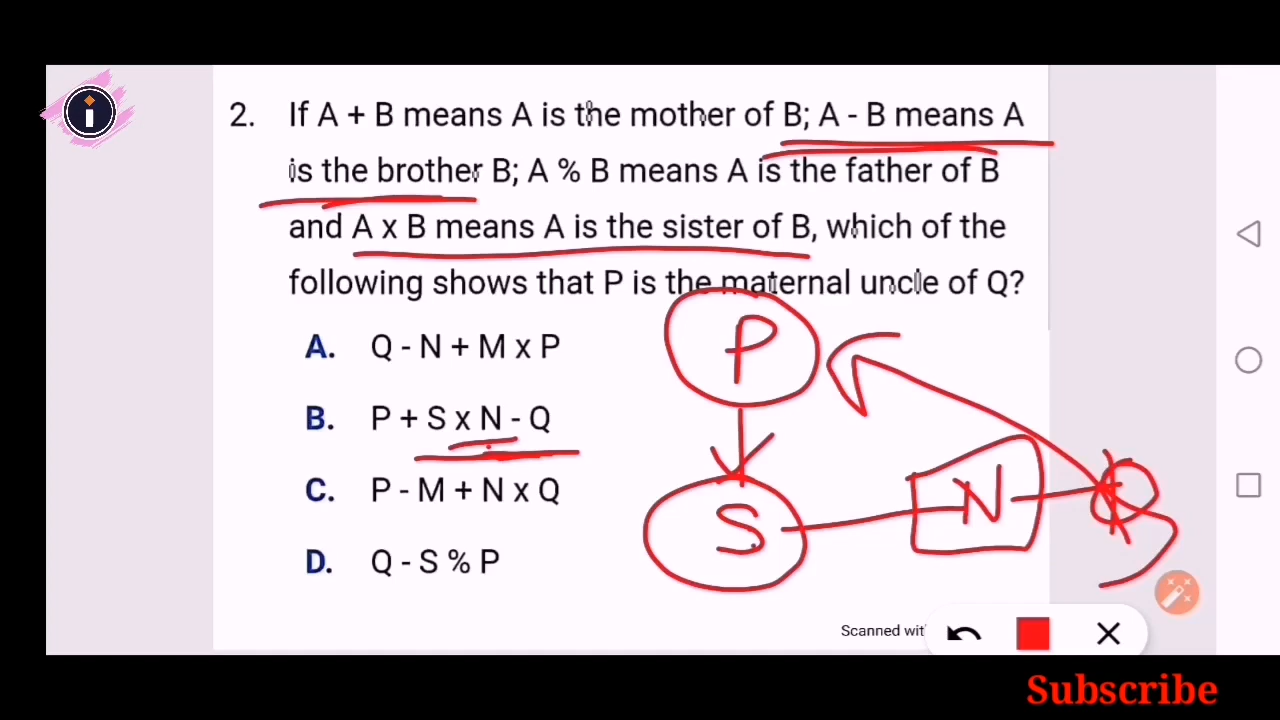 2. If A + B means A is the mother of B; A - B means A
is the brother B; A % B means A is the father of B
and A x B means A is the sister of B, which of the
following shows that P is the maternal uncle of Q?
A. Q - N + M x P
B. P + S x N - Q
C. P - M + N x Q
D. Q - S % P
P
S
N
Scanned wit
Subscribe
i